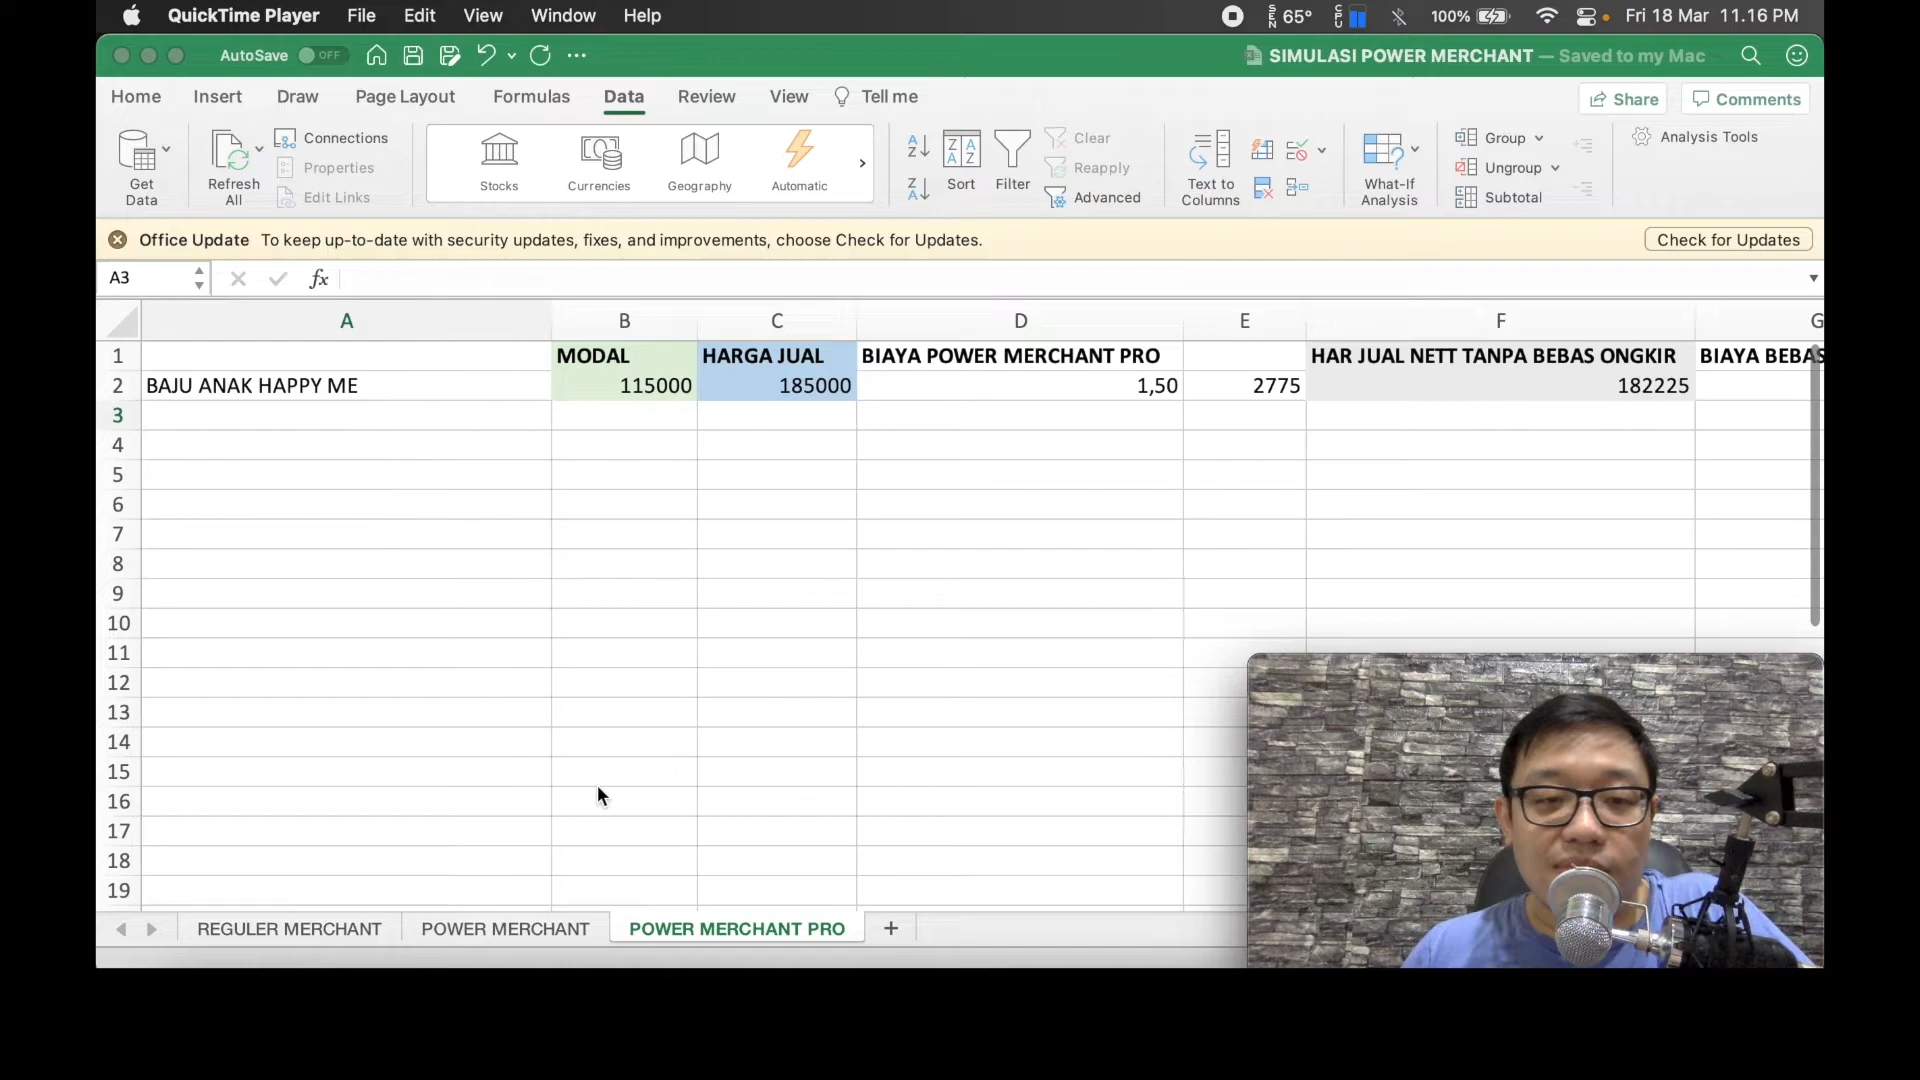 QuickTime Player File Edit View Window Help SEN 65° CPU 100% Fri 18 Mar 11.16 PM
AutoSave OFF SIMULASI POWER MERCHANT — Saved to my Mac
Home Insert Draw Page Layout Formulas Data Review View Tell me Share Comments
Get Data
Refresh All
Connections
Properties
Edit Links
Stocks Currencies Geography Automatic
Sort Filter
Clear
Reapply
Advanced
Text to Columns
What-If Analysis
Group
Ungroup
Subtotal
Analysis Tools
Office Update To keep up-to-date with security updates, fixes, and improvements, choose Check for Updates. Check for Updates
A3 fx
A B C D E F G
1 MODAL HARGA JUAL BIAYA POWER MERCHANT PRO HAR JUAL NETT TANPA BEBAS ONGKIR BIAYA BEBAS
2 BAJU ANAK HAPPY ME 115000 185000 1,50 2775 182225
3
4
5
6
7
8
9
10
11
12
13
14
15
16
17
18
19
REGULER MERCHANT POWER MERCHANT POWER MERCHANT PRO +